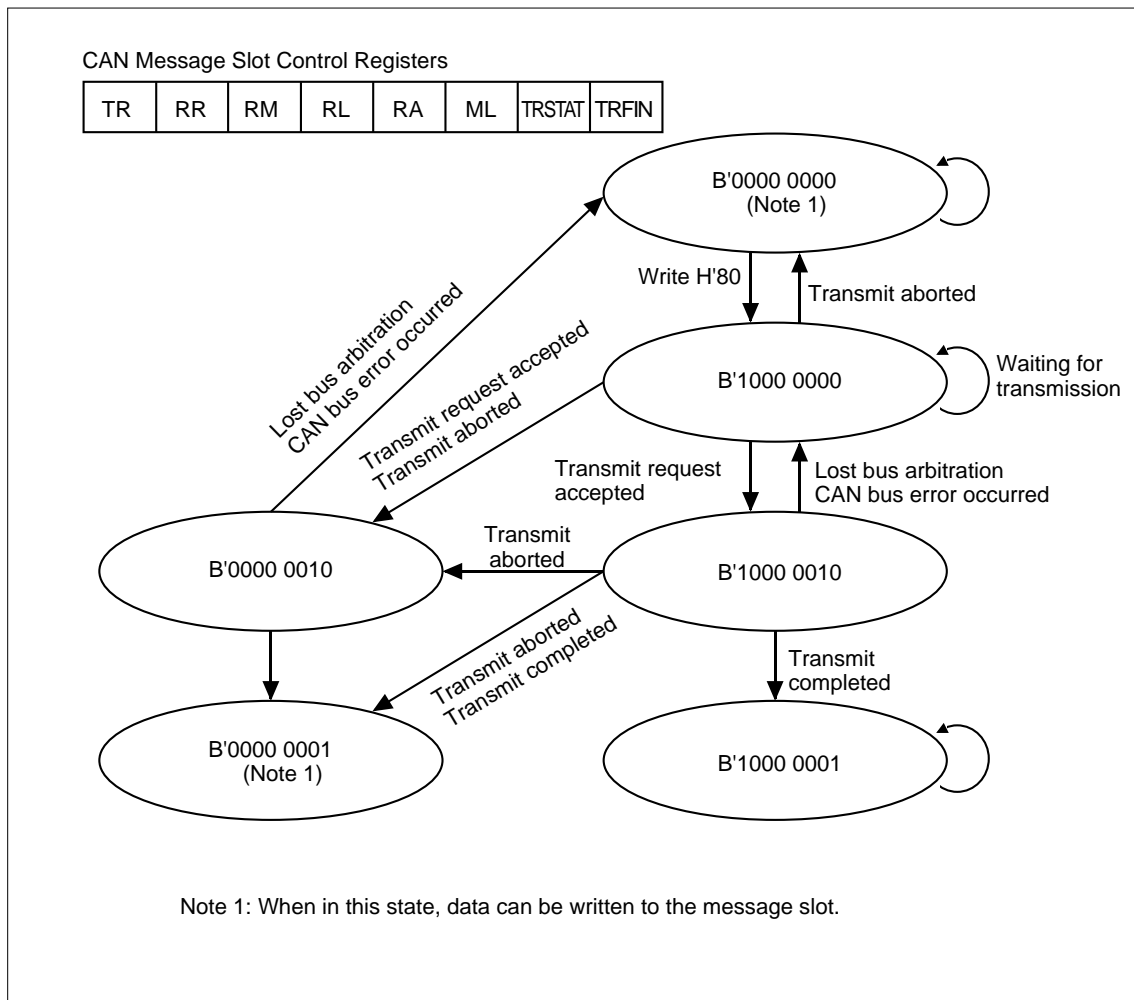 CAN Message Slot Control Registers
TR RR RM RL RA ML TRSTAT TRFIN
B'0000 0000
(Note 1)
Write H'80
Transmit aborted
Lost bus arbitration
CAN bus error occurred
Transmit request accepted
Transmit aborted
B'1000 0000
Waiting for
transmission
Transmit request
accepted
Lost bus arbitration
CAN bus error occurred
B'0000 0010
Transmit
aborted
B'1000 0010
Transmit aborted
Transmit completed
Transmit
completed
B'0000 0001
(Note 1)
B'1000 0001
Note 1: When in this state, data can be written to the message slot.